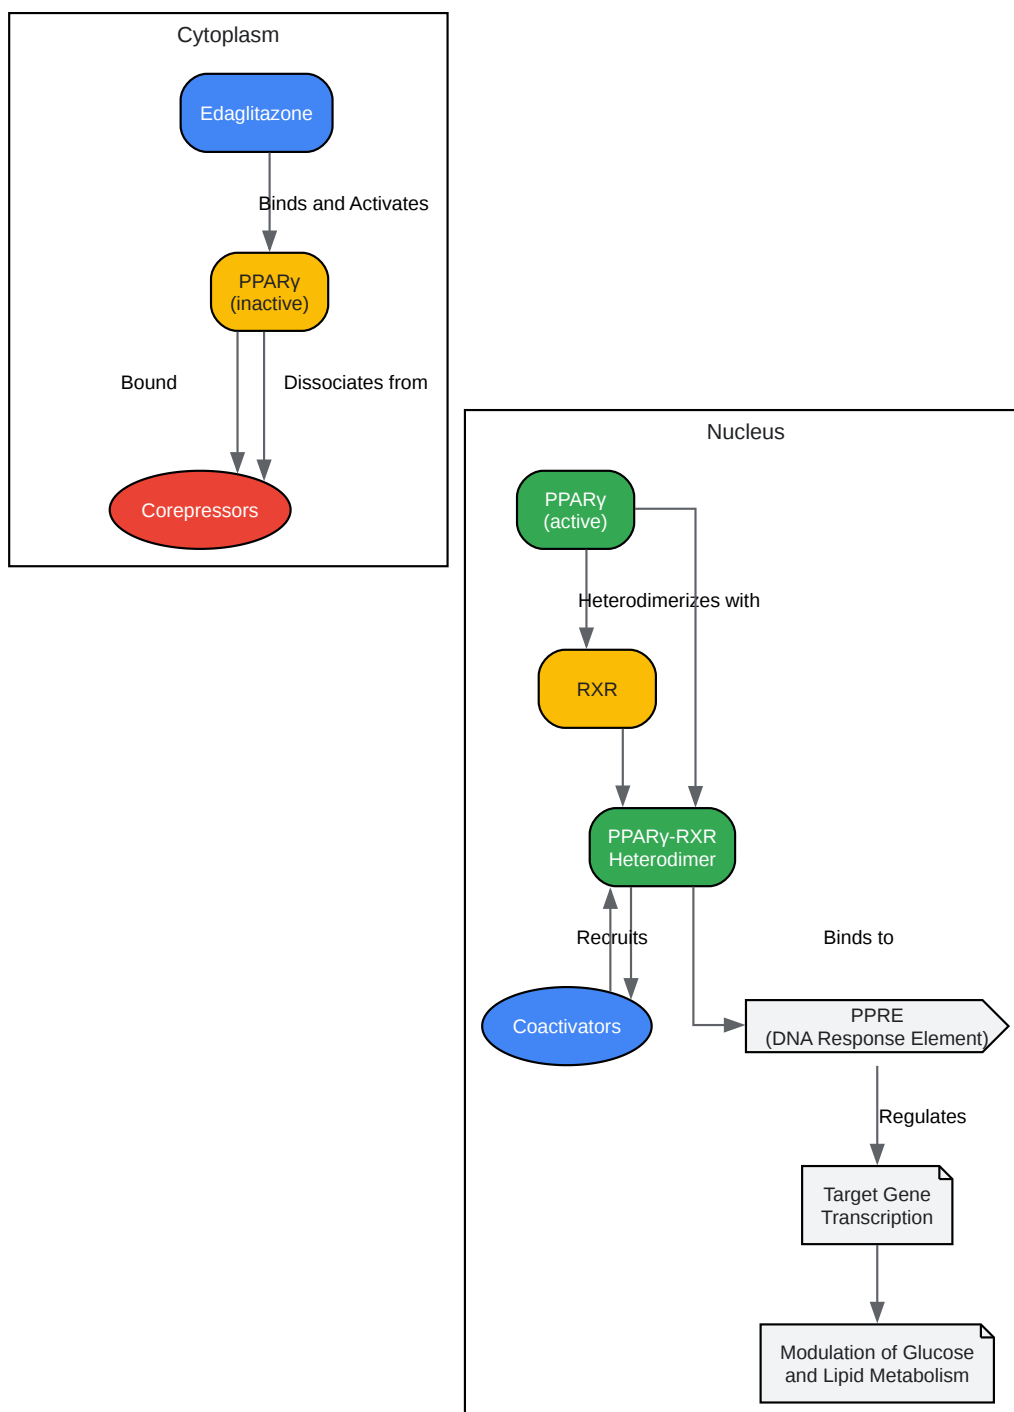 Cytoplasm
Edaglitazone
Binds and Activates
PPARγ
(inactive)
Bound
Dissociates from
Corepressors
Nucleus
PPARγ
(active)
Heterodimerizes with
RXR
PPARγ-RXR
Heterodimer
Recruits
Binds to
Coactivators
PPRE
(DNA Response Element)
Regulates
Target Gene
Transcription
Modulation of Glucose
and Lipid Metabolism